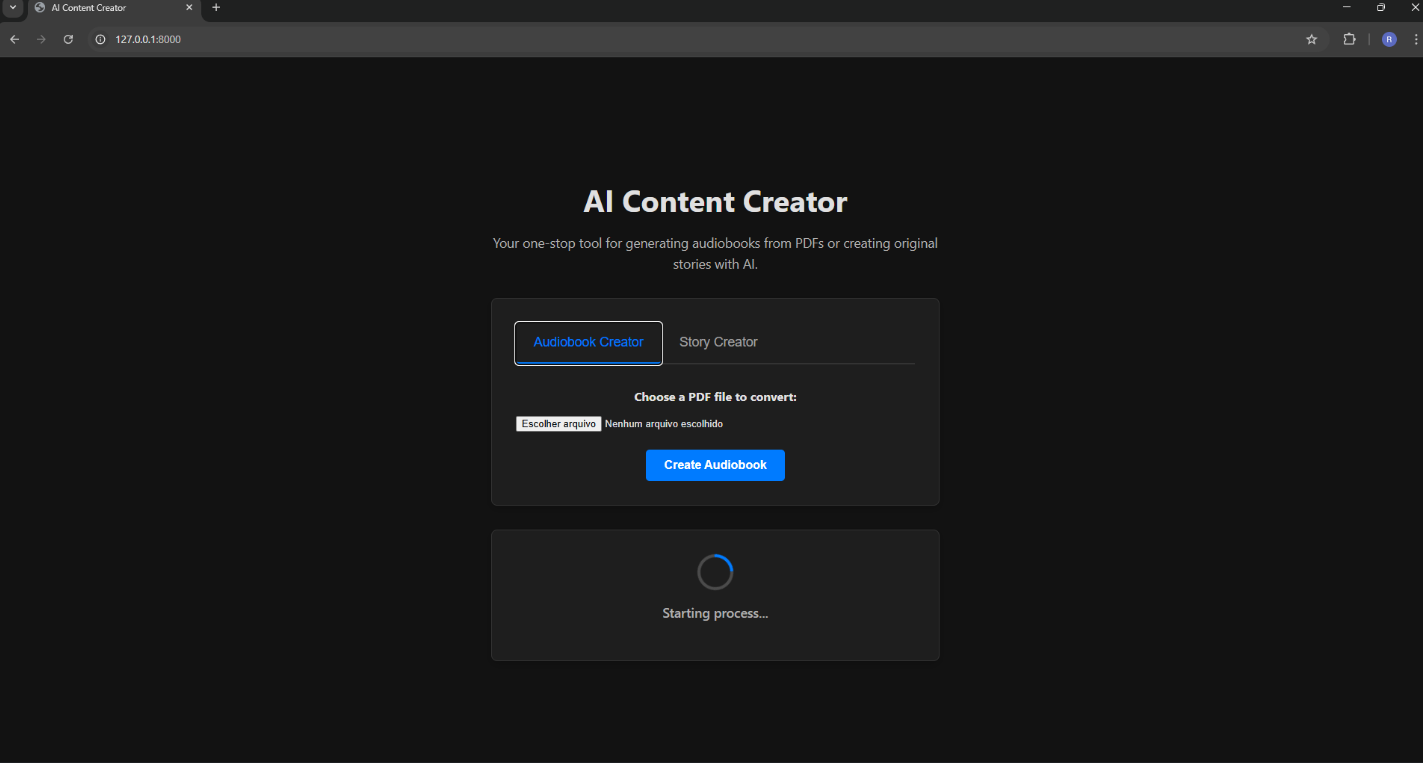 AI Content Creator
127.0.0.1:8000
R
AI Content Creator
Your one-stop tool for generating audiobooks from PDFs or creating original
stories with AI.
Audiobook Creator Story Creator
Choose a PDF file to convert:
Escolher arquivo Nenhum arquivo escolhido
Create Audiobook
Starting process...